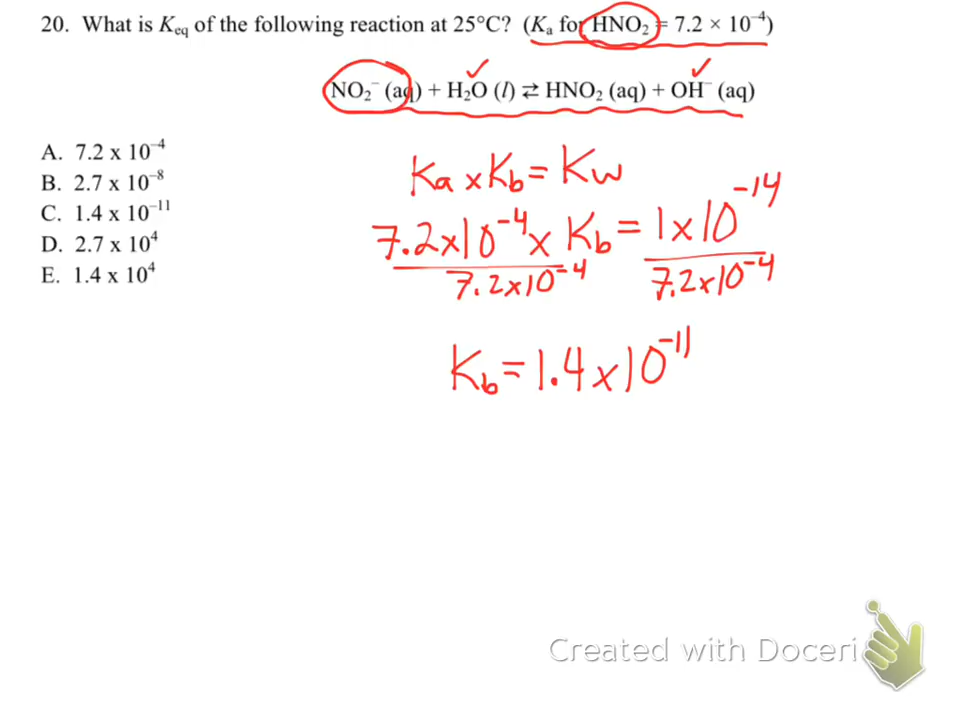 20. What is Keq of the following reaction at 25°C? (Ka for HNO₂ = 7.2 × 10⁻⁴)
NO₂⁻ (aq) + H₂O (l) ⇄ HNO₂ (aq) + OH⁻ (aq)
A. 7.2 x 10⁻⁴
B. 2.7 x 10⁻⁸
C. 1.4 x 10⁻¹¹
D. 2.7 x 10⁴
E. 1.4 x 10⁴
Ka x Kb = Kw
7.2x10⁻⁴ x Kb = 1x10⁻¹⁴
7.2x10⁻⁴ 7.2x10⁻⁴
Kb = 1.4x10⁻¹¹
Created with Doceri